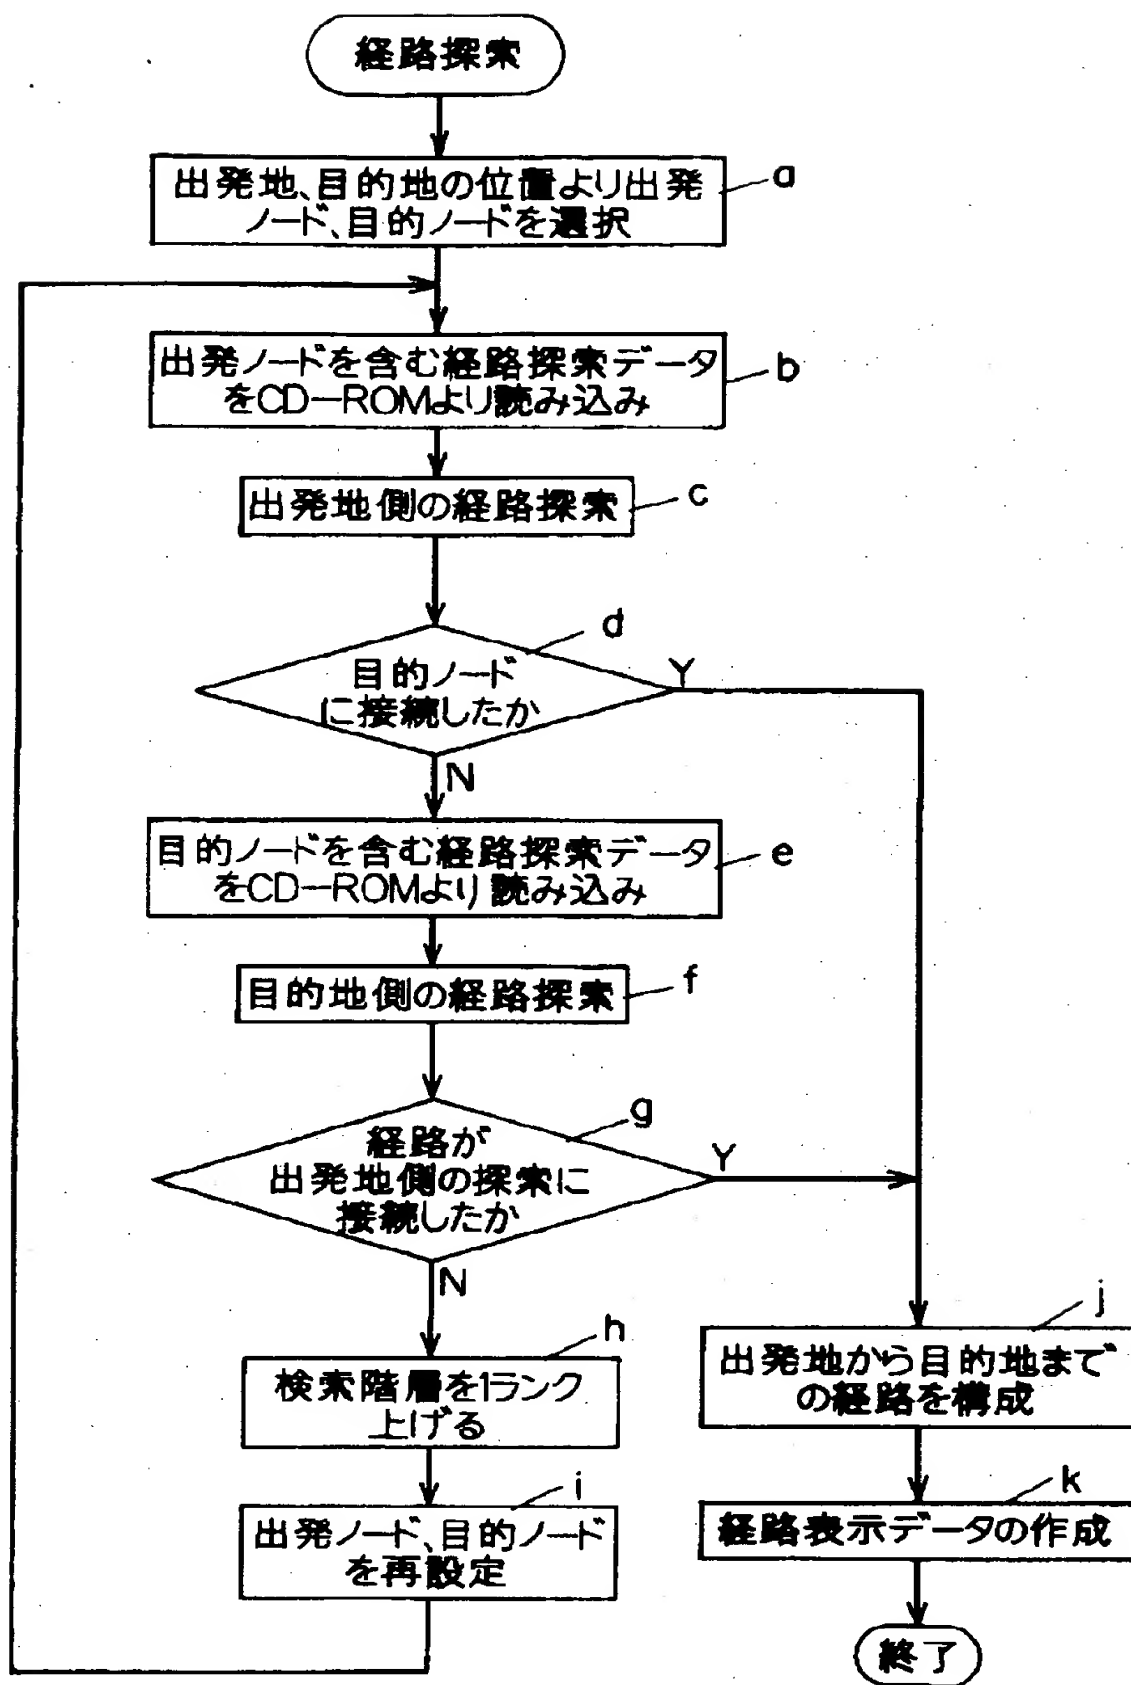 経路探索
出発地、目的地の位置より出発
ノード、目的ノードを選択
a
出発ノードを含む経路探索データ
をCD-ROMより読み込み
b
出発地側の経路探索
c
目的ノード
に接続したか
d
Y
N
目的ノードを含む経路探索データ
をCD-ROMより読み込み
e
目的地側の経路探索
f
経路が
出発地側の探索に
接続したか
g
Y
N
検索階層を1ランク
上げる
h
出発ノード、目的ノード
を再設定
i
出発地から目的地まで
の経路を構成
j
経路表示データの作成
k
終了